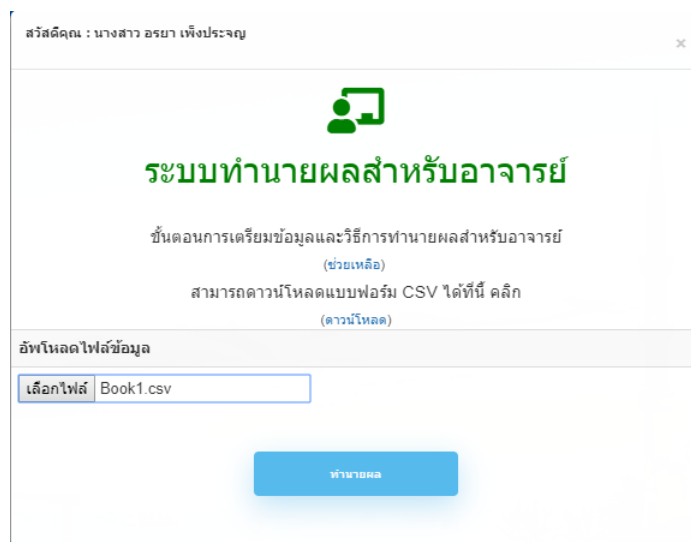 สวัสดีคุณ : นางสาว อรยา เพ็งประจญ
×
ระบบทำนายผลสำหรับอาจารย์
ขั้นตอนการเตรียมข้อมูลและวิธีการทำนายผลสำหรับอาจารย์
(ช่วยเหลือ)
สามารถดาวน์โหลดแบบฟอร์ม CSV ได้ที่นี้ คลิก
(ดาวน์โหลด)
อัพโหลดไฟล์ข้อมูล
เลือกไฟล์ Book1.csv
ทำนายผล